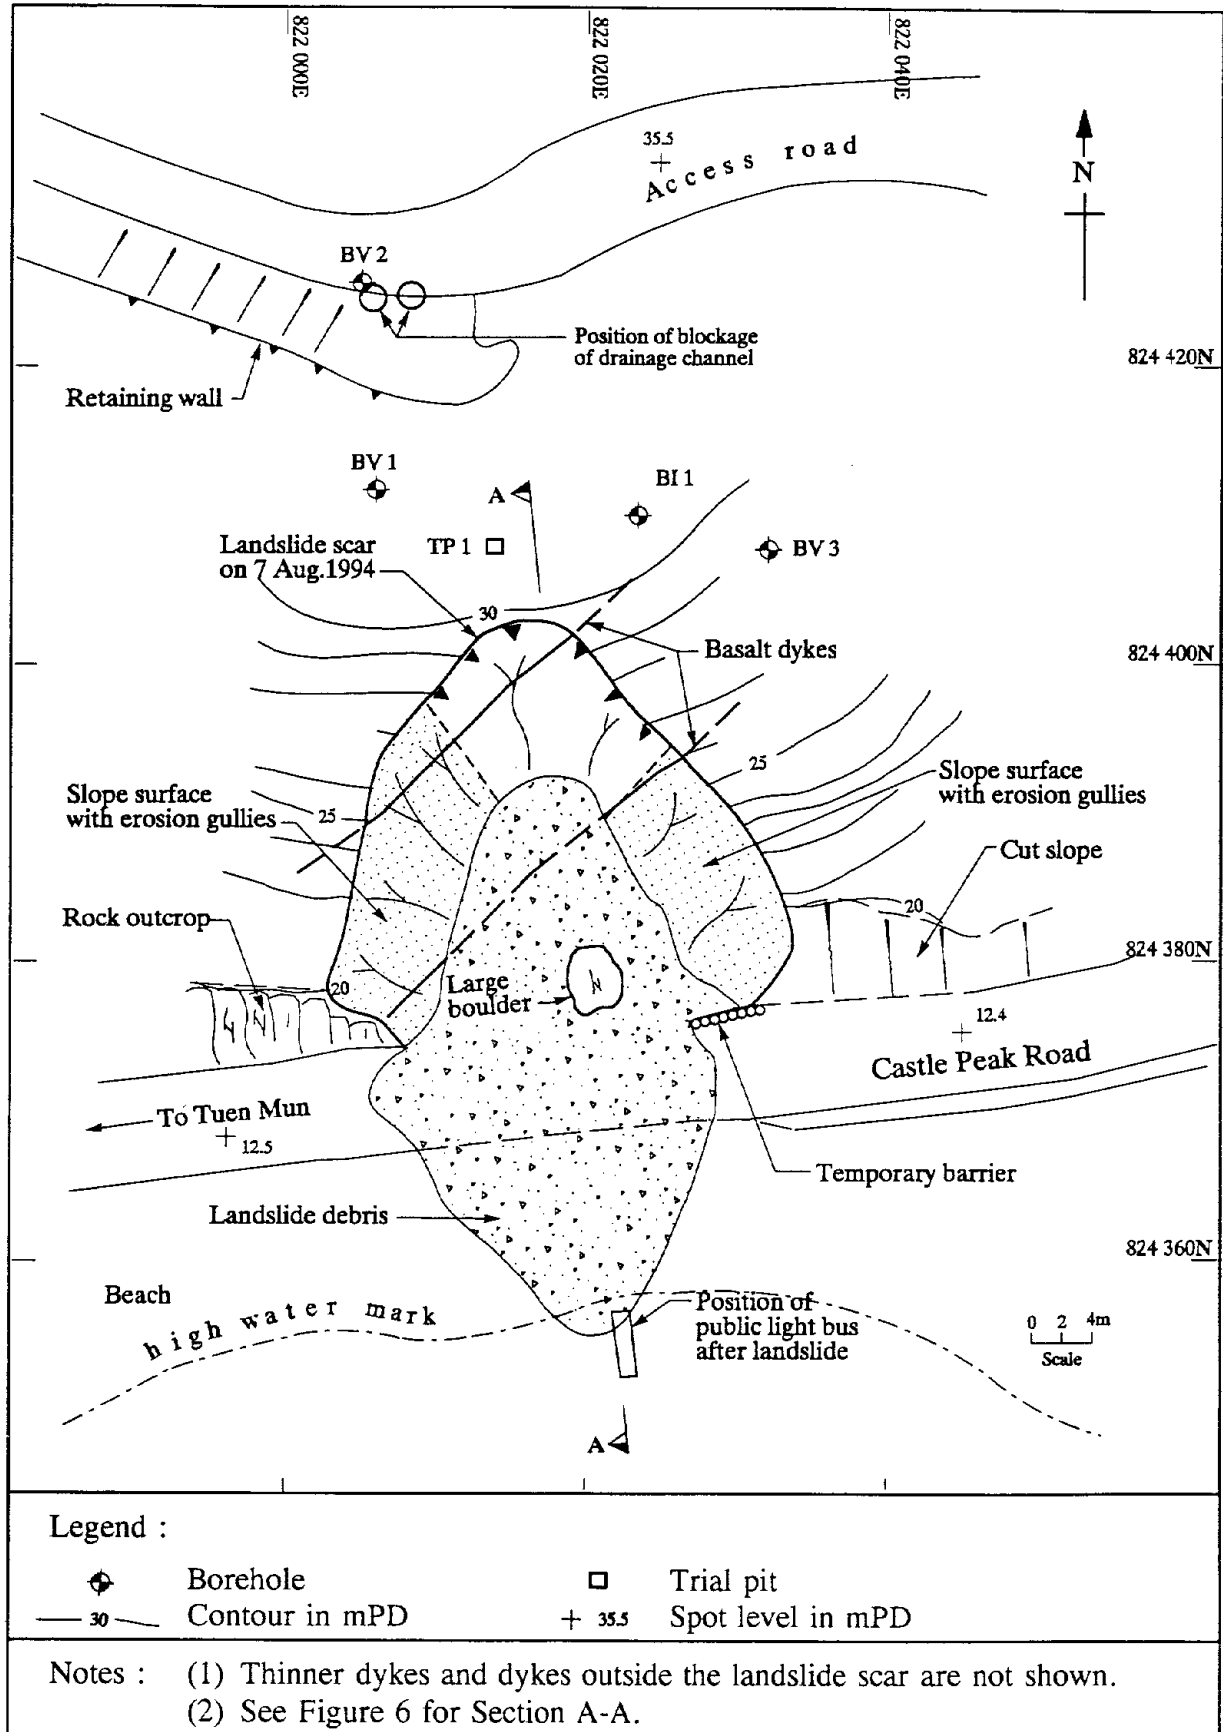 822 000E
822 020E
822 040E
35.5
Access road
N
BV 2
Position of blockage
of drainage channel
824 420N
Retaining wall
BV 1
A
BI 1
TP 1
BV 3
Landslide scar
on 7 Aug.1994
30
Basalt dykes
824 400N
25
Slope surface
with erosion gullies
Slope surface
with erosion gullies
25
Cut slope
Rock outcrop
20
824 380N
20
Large
boulder
12.4
Castle Peak Road
To Tuen Mun
12.5
Temporary barrier
Landslide debris
824 360N
Beach
high water mark
Position of
public light bus
after landslide
0 2 4m
Scale
A
Legend :
Borehole
Trial pit
30 Contour in mPD
+ 35.5 Spot level in mPD
Notes : (1) Thinner dykes and dykes outside the landslide scar are not shown.
(2) See Figure 6 for Section A-A.